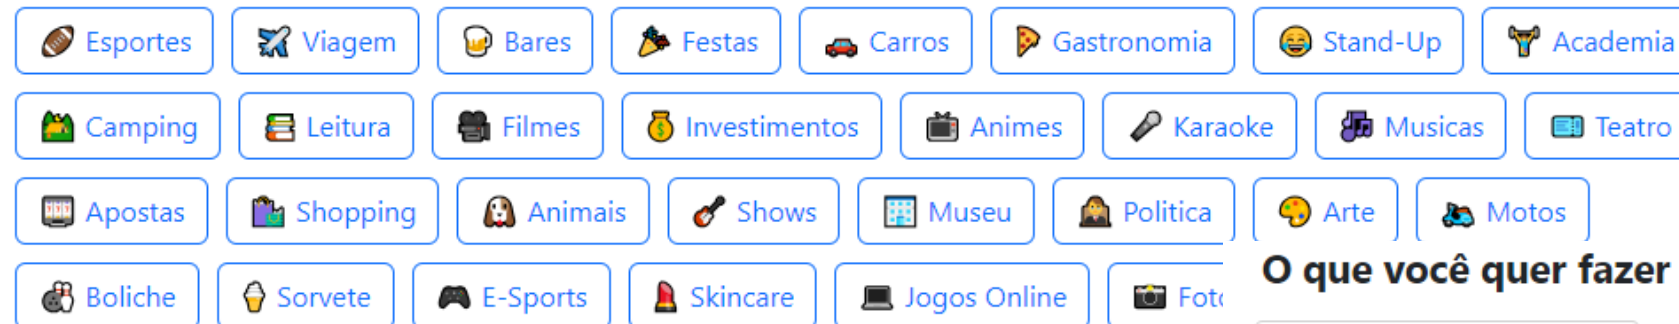 Esportes Viagem Bares Festas Carros Gastronomia Stand-Up Academia
Camping Leitura Filmes Investimentos Animes Karaoke Musicas Teatro
Apostas Shopping Animais Shows Museu Politica Arte Motos
Boliche Sorvete E-Sports Skincare Jogos Online
O que você quer fazer